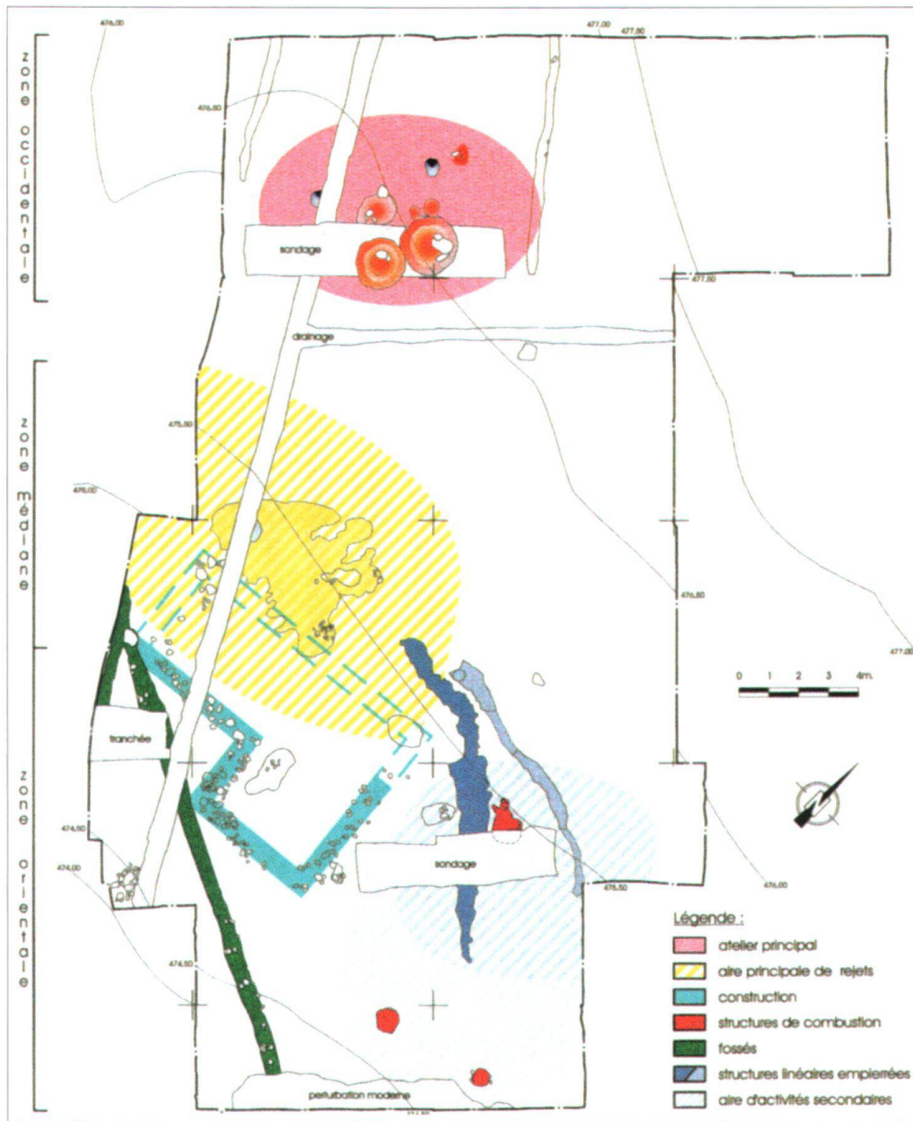 476,00
477,00
477,50
zone occidentale
476,50
sondage
477,50
drainage
zone médiane
475,50
476,50
477,00
0 1 2 3 4m.
tranchée
zone orientale
474,50
sondage
474,00
475,50
476,00
474,50
perturbation moderne
Légende :
atelier principal
aire principale de rejets
construction
structures de combustion
fossés
structures linéaires empierrées
aire d'activités secondaires